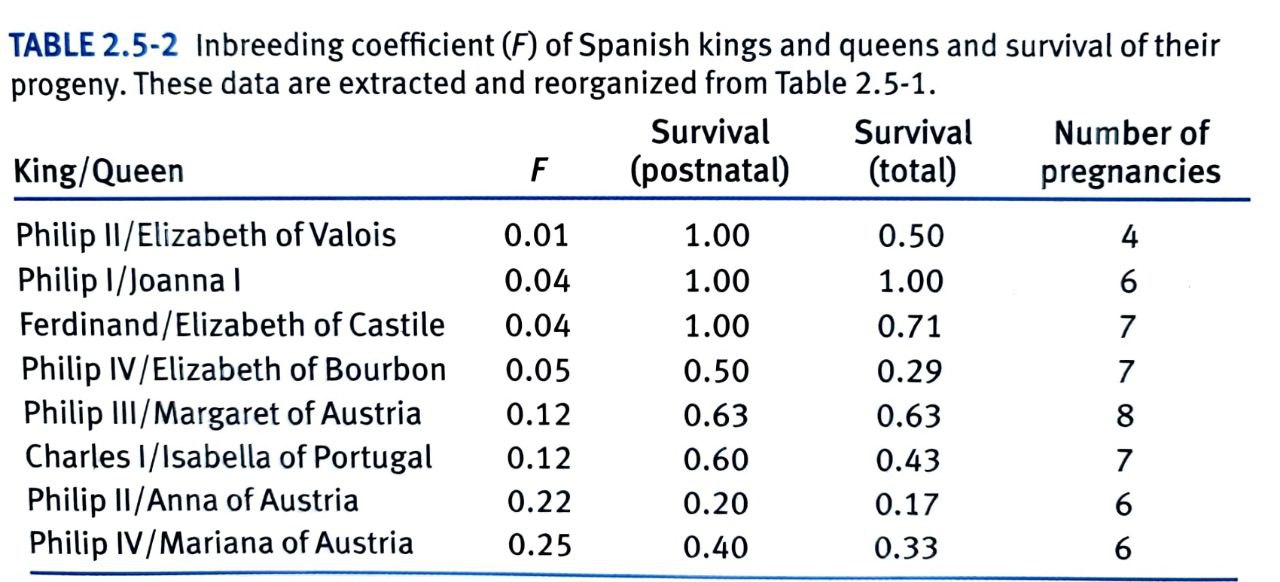 TABLE 2.5-2 Inbreeding coefficient (F) of Spanish kings and queens and survival of their
progeny. These data are extracted and reorganized from Table 2.5-1.
King/Queen F Survival (postnatal) Survival (total) Number of pregnancies
Philip II/Elizabeth of Valois 0.01 1.00 0.50 4
Philip I/Joanna I 0.04 1.00 1.00 6
Ferdinand/Elizabeth of Castile 0.04 1.00 0.71 7
Philip IV/Elizabeth of Bourbon 0.05 0.50 0.29 7
Philip III/Margaret of Austria 0.12 0.63 0.63 8
Charles I/Isabella of Portugal 0.12 0.60 0.43 7
Philip II/Anna of Austria 0.22 0.20 0.17 6
Philip IV/Mariana of Austria 0.25 0.40 0.33 6